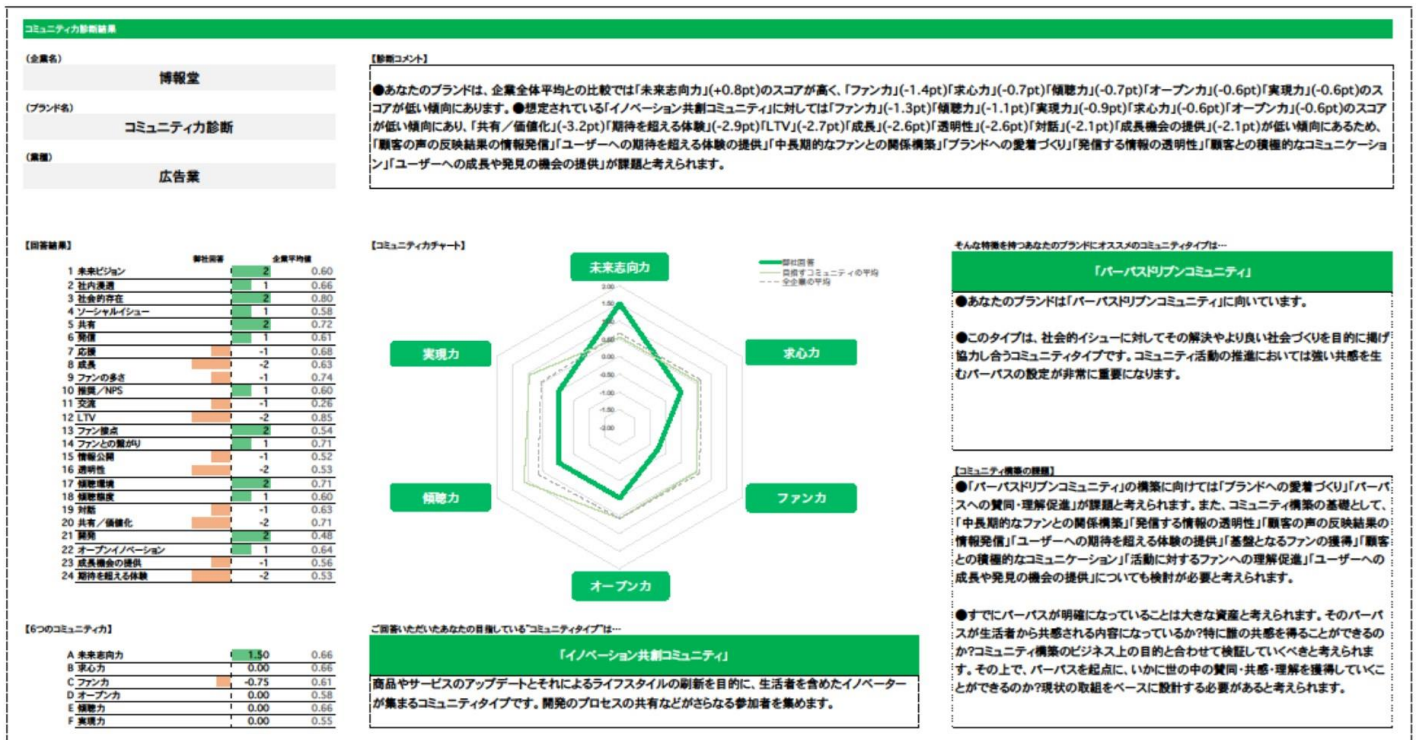 コミュニティ力診断結果
(企業名)
博報堂
(ブランド名)
コミュニティ力診断
(業種)
広告業
【診断コメント】
●あなたのブランドは、企業全体平均との比較では「未来志向力」(+0.8pt)のスコアが高く、「ファン力」(-1.4pt)「求心力」(-0.7pt)「傾聴力」(-0.7pt)「オープン力」(-0.6pt)「実現力」(-0.6pt)のス
コアが低い傾向にあります。●想定されている「イノベーション共創コミュニティ」に対しては「ファン力」(-1.3pt)「傾聴力」(-1.1pt)「実現力」(-0.9pt)「求心力」(-0.6pt)「オープン力」(-0.6pt)のスコア
が低い傾向にあり、「共有／価値化」(-3.2pt)「期待を超える体験」(-2.9pt)「LTV」(-2.7pt)「成長」(-2.6pt)「透明性」(-2.6pt)「対話」(-2.1pt)「成長機会の提供」(-2.1pt)が低い傾向にあるため、
「顧客の声の反映結果の情報発信」「ユーザーへの期待を超える体験の提供」「中長期的なファンとの関係構築」「ブランドへの愛着づくり」「発信する情報の透明性」「顧客との積極的なコミュニケーショ
ン」「ユーザーへの成長や発見の機会の提供」が課題と考えられます。
【回答結果】
御社回答 企業平均値
1 未来ビジョン 2 0.60
2 社内浸透 1 0.66
3 社会的存在 2 0.80
4 ソーシャルイシュー 1 0.58
5 共有 2 0.72
6 発信 1 0.61
7 応援 -1 0.68
8 成長 -2 0.63
9 ファンの多さ -1 0.74
10 推奨／NPS 1 0.60
11 交流 -1 0.26
12 LTV -2 0.85
13 ファン接点 2 0.54
14 ファンとの繋がり 1 0.71
15 情報公開 -1 0.52
16 透明性 -2 0.53
17 傾聴環境 2 0.71
18 傾聴態度 1 0.60
19 対話 -1 0.63
20 共有／価値化 -2 0.71
21 開発 2 0.48
22 オープンイノベーション 1 0.64
23 成長機会の提供 -1 0.56
24 期待を超える体験 -2 0.53
【6つのコミュニティ力】
A 未来志向力 1.50 0.66
B 求心力 0.00 0.66
C ファン力 -0.75 0.61
D オープン力 0.00 0.58
E 傾聴力 0.00 0.66
F 実現力 0.00 0.55
【コミュニティ力チャート】
未来志向力
御社回答
目指すコミュニティの平均
全企業の平均
2.00
1.50
1.00
0.50
0.00
-0.50
-1.00
-1.50
-2.00
実現力
求心力
傾聴力
ファン力
オープン力
ご回答いただいたあなたの目指している"コミュニティタイプ"は…
「イノベーション共創コミュニティ」
商品やサービスのアップデートとそれによるライフスタイルの刷新を目的に、生活者を含めたイノベーター
が集まるコミュニティタイプです。開発のプロセスの共有などがさらなる参加者を集めます。
そんな特徴を持つあなたのブランドにオススメのコミュニティタイプは…
「パーパスドリブンコミュニティ」
●あなたのブランドは「パーパスドリブンコミュニティ」に向いています。
●このタイプは、社会的イシューに対してその解決やより良い社会づくりを目的に掲げ
協力し合うコミュニティタイプです。コミュニティ活動の推進においては強い共感を生
むパーパスの設定が非常に重要になります。
【コミュニティ構築の課題】
●「パーパスドリブンコミュニティ」の構築に向けては「ブランドへの愛着づくり」「パーパ
スへの賛同・理解促進」が課題と考えられます。また、コミュニティ構築の基礎として、
「中長期的なファンとの関係構築」「発信する情報の透明性」「顧客の声の反映結果の
情報発信」「ユーザーへの期待を超える体験の提供」「基盤となるファンの獲得」「顧客
との積極的なコミュニケーション」「活動に対するファンへの理解促進」「ユーザーへの
成長や発見の機会の提供」についても検討が必要と考えられます。
●すでにパーパスが明確になっていることは大きな資産と考えられます。そのパーパ
スが生活者から共感される内容になっているか?特に誰の共感を得ることができるの
か?コミュニティ構築のビジネス上の目的と合わせて検証していくべきと考えられま
す。その上で、パーパスを起点に、いかに世の中の賛同・共感・理解を獲得していくこ
とができるのか?現状の取組をベースに設計する必要があると考えられます。